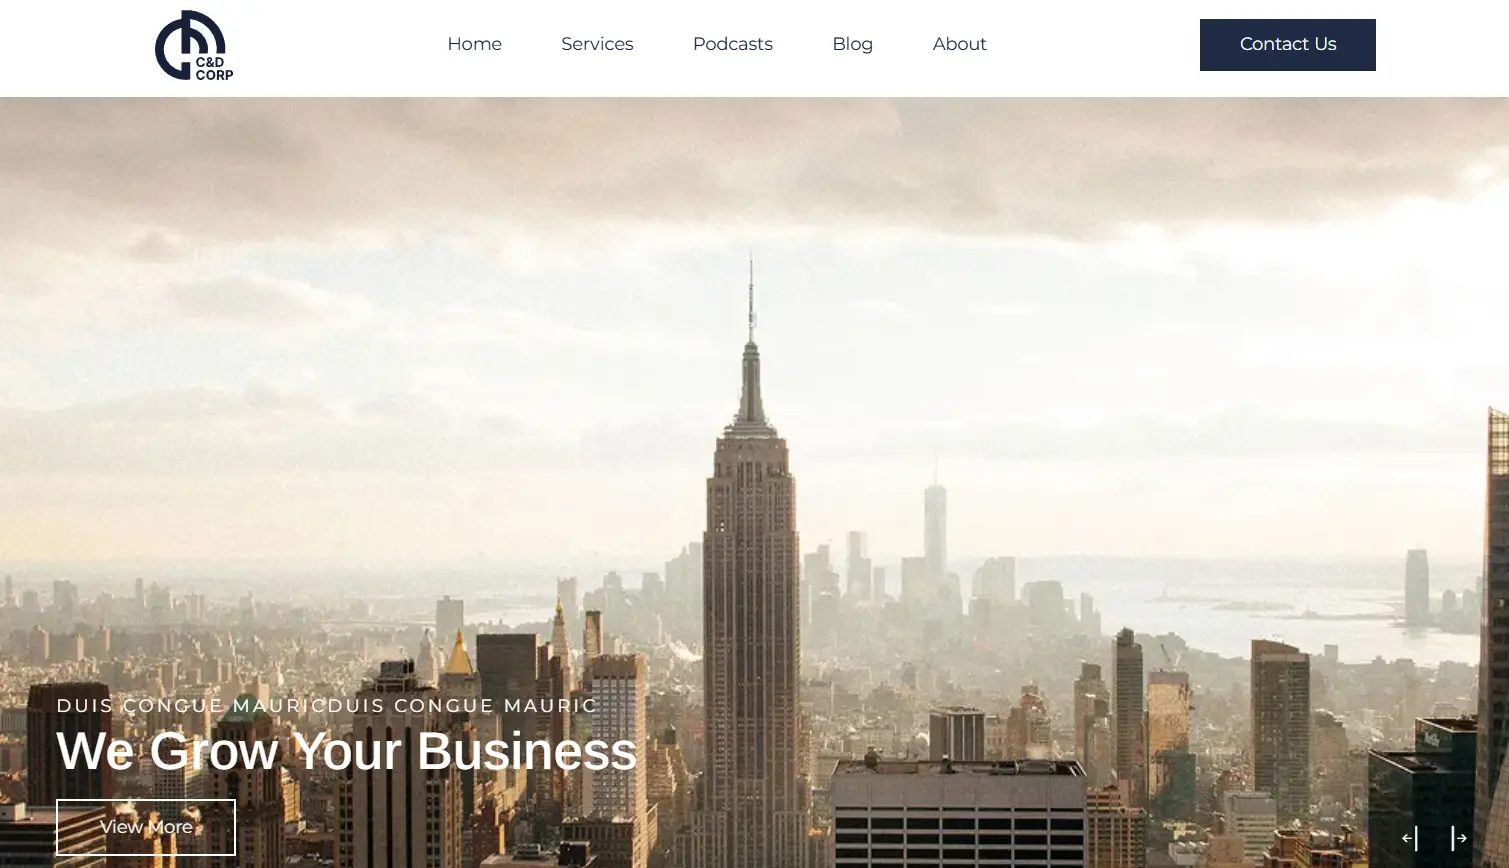 C&D
CORP
Home
Services
Podcasts
Blog
About
Contact Us
DUIS CONGUE MAURICDUIS CONGUE MAURIC
We Grow Your Business
View More